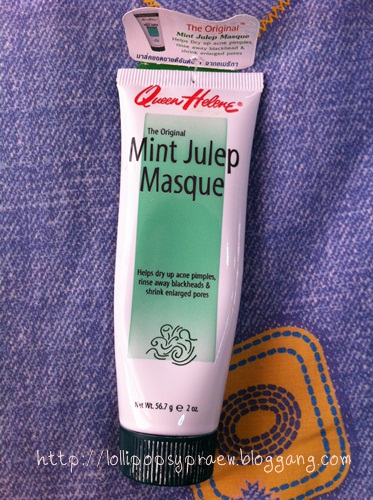 The Original™
Mint Julep Masque
Helps Dry up acne pimples,
rinse away blackhead &
shrink enlarged pores
Queen Helene®
The Original
Mint Julep
Masque
Helps dry up acne pimples,
rinse away blackheads &
shrink enlarged pores
Net Wt. 56.7 g ℮ 2 oz.
http://lollipopsypraew.bloggang.com